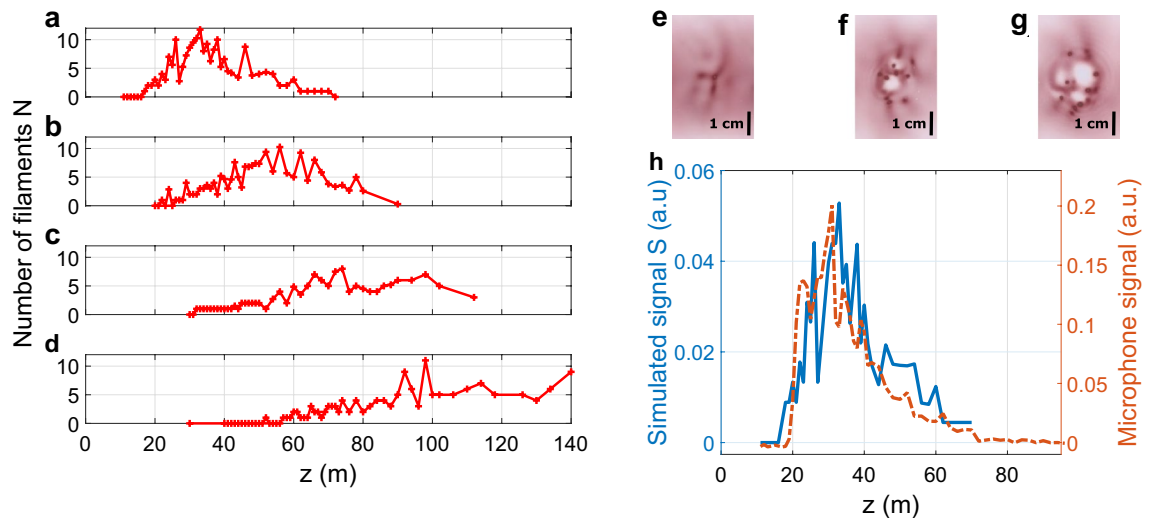 a
10
5
0
b
10
5
0
c
10
5
0
d
10
5
0
0 20 40 60 80 100 120 140
z (m)
Number of filaments N
e f g
1 cm 1 cm 1 cm
h
0.06
0.04
0.02
0
Simulated signal S (a.u)
0 20 40 60 80
z (m)
0.2
0.15
0.1
0.05
0
Microphone signal (a.u.)